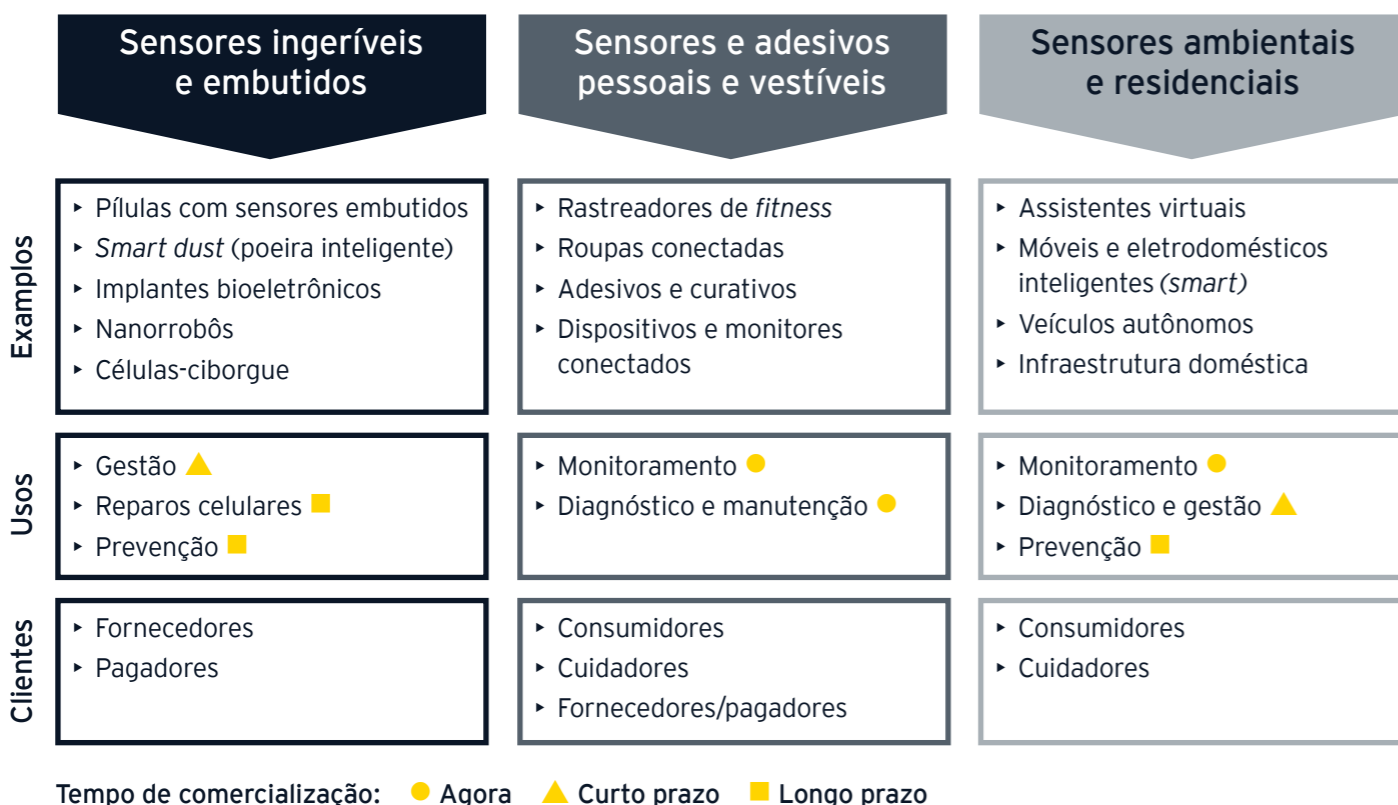 Sensores ingeríveis
e embutidos
Sensores e adesivos
pessoais e vestíveis
Sensores ambientais
e residenciais
Examplos
‣ Pílulas com sensores embutidos
‣ Smart dust (poeira inteligente)
‣ Implantes bioeletrônicos
‣ Nanorrobôs
‣ Células-ciborgue
‣ Rastreadores de fitness
‣ Roupas conectadas
‣ Adesivos e curativos
‣ Dispositivos e monitores
conectados
‣ Assistentes virtuais
‣ Móveis e eletrodomésticos
inteligentes (smart)
‣ Veículos autônomos
‣ Infraestrutura doméstica
Usos
‣ Gestão ▲
‣ Reparos celulares ■
‣ Prevenção ■
‣ Monitoramento ●
‣ Diagnóstico e manutenção ●
‣ Monitoramento ●
‣ Diagnóstico e gestão ▲
‣ Prevenção ■
Clientes
‣ Fornecedores
‣ Pagadores
‣ Consumidores
‣ Cuidadores
‣ Fornecedores/pagadores
‣ Consumidores
‣ Cuidadores
Tempo de comercialização: ● Agora ▲ Curto prazo ■ Longo prazo